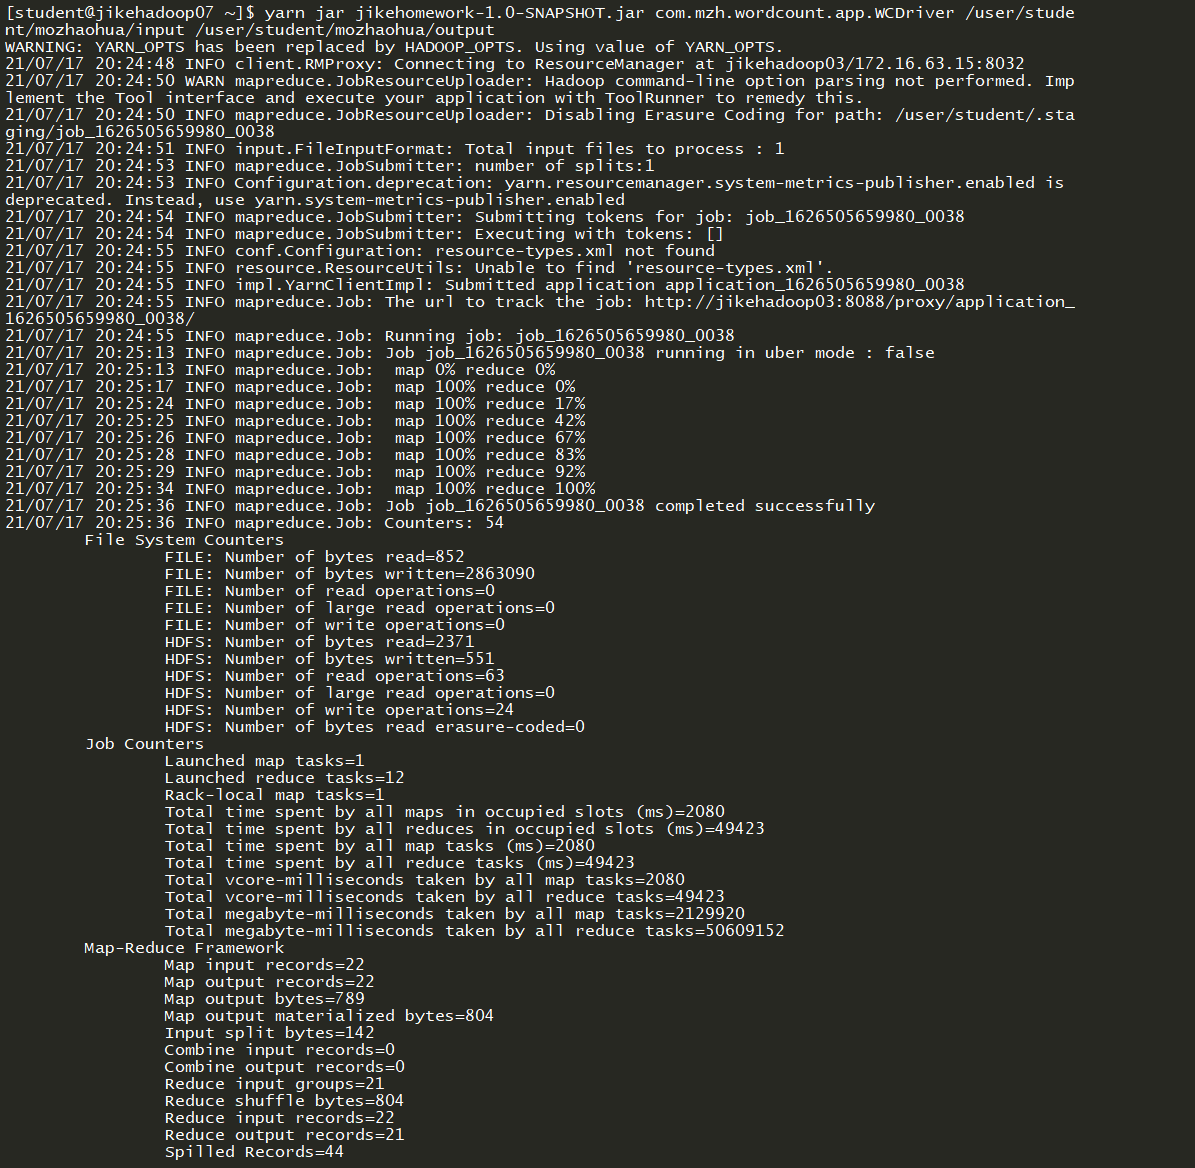 [student@jikehadoop07 ~]$ yarn jar jikehomework-1.0-SNAPSHOT.jar com.mzh.wordcount.app.WCDriver /user/stude
nt/mozhaohua/input /user/student/mozhaohua/output
WARNING: YARN_OPTS has been replaced by HADOOP_OPTS. Using value of YARN_OPTS.
21/07/17 20:24:48 INFO client.RMProxy: Connecting to ResourceManager at jikehadoop03/172.16.63.15:8032
21/07/17 20:24:50 WARN mapreduce.JobResourceUploader: Hadoop command-line option parsing not performed. Imp
lement the Tool interface and execute your application with ToolRunner to remedy this.
21/07/17 20:24:50 INFO mapreduce.JobResourceUploader: Disabling Erasure Coding for path: /user/student/.sta
ging/job_1626505659980_0038
21/07/17 20:24:51 INFO input.FileInputFormat: Total input files to process : 1
21/07/17 20:24:53 INFO mapreduce.JobSubmitter: number of splits:1
21/07/17 20:24:53 INFO Configuration.deprecation: yarn.resourcemanager.system-metrics-publisher.enabled is
deprecated. Instead, use yarn.system-metrics-publisher.enabled
21/07/17 20:24:54 INFO mapreduce.JobSubmitter: Submitting tokens for job: job_1626505659980_0038
21/07/17 20:24:54 INFO mapreduce.JobSubmitter: Executing with tokens: []
21/07/17 20:24:55 INFO conf.Configuration: resource-types.xml not found
21/07/17 20:24:55 INFO resource.ResourceUtils: Unable to find 'resource-types.xml'.
21/07/17 20:24:55 INFO impl.YarnClientImpl: Submitted application application_1626505659980_0038
21/07/17 20:24:55 INFO mapreduce.Job: The url to track the job: http://jikehadoop03:8088/proxy/application_
1626505659980_0038/
21/07/17 20:24:55 INFO mapreduce.Job: Running job: job_1626505659980_0038
21/07/17 20:25:13 INFO mapreduce.Job: Job job_1626505659980_0038 running in uber mode : false
21/07/17 20:25:13 INFO mapreduce.Job:  map 0% reduce 0%
21/07/17 20:25:17 INFO mapreduce.Job:  map 100% reduce 0%
21/07/17 20:25:24 INFO mapreduce.Job:  map 100% reduce 17%
21/07/17 20:25:25 INFO mapreduce.Job:  map 100% reduce 42%
21/07/17 20:25:26 INFO mapreduce.Job:  map 100% reduce 67%
21/07/17 20:25:28 INFO mapreduce.Job:  map 100% reduce 83%
21/07/17 20:25:29 INFO mapreduce.Job:  map 100% reduce 92%
21/07/17 20:25:34 INFO mapreduce.Job:  map 100% reduce 100%
21/07/17 20:25:36 INFO mapreduce.Job: Job job_1626505659980_0038 completed successfully
21/07/17 20:25:36 INFO mapreduce.Job: Counters: 54
File System Counters
FILE: Number of bytes read=852
FILE: Number of bytes written=2863090
FILE: Number of read operations=0
FILE: Number of large read operations=0
FILE: Number of write operations=0
HDFS: Number of bytes read=2371
HDFS: Number of bytes written=551
HDFS: Number of read operations=63
HDFS: Number of large read operations=0
HDFS: Number of write operations=24
HDFS: Number of bytes read erasure-coded=0
Job Counters
Launched map tasks=1
Launched reduce tasks=12
Rack-local map tasks=1
Total time spent by all maps in occupied slots (ms)=2080
Total time spent by all reduces in occupied slots (ms)=49423
Total time spent by all map tasks (ms)=2080
Total time spent by all reduce tasks (ms)=49423
Total vcore-milliseconds taken by all map tasks=2080
Total vcore-milliseconds taken by all reduce tasks=49423
Total megabyte-milliseconds taken by all map tasks=2129920
Total megabyte-milliseconds taken by all reduce tasks=50609152
Map-Reduce Framework
Map input records=22
Map output records=22
Map output bytes=789
Map output materialized bytes=804
Input split bytes=142
Combine input records=0
Combine output records=0
Reduce input groups=21
Reduce shuffle bytes=804
Reduce input records=22
Reduce output records=21
Spilled Records=44